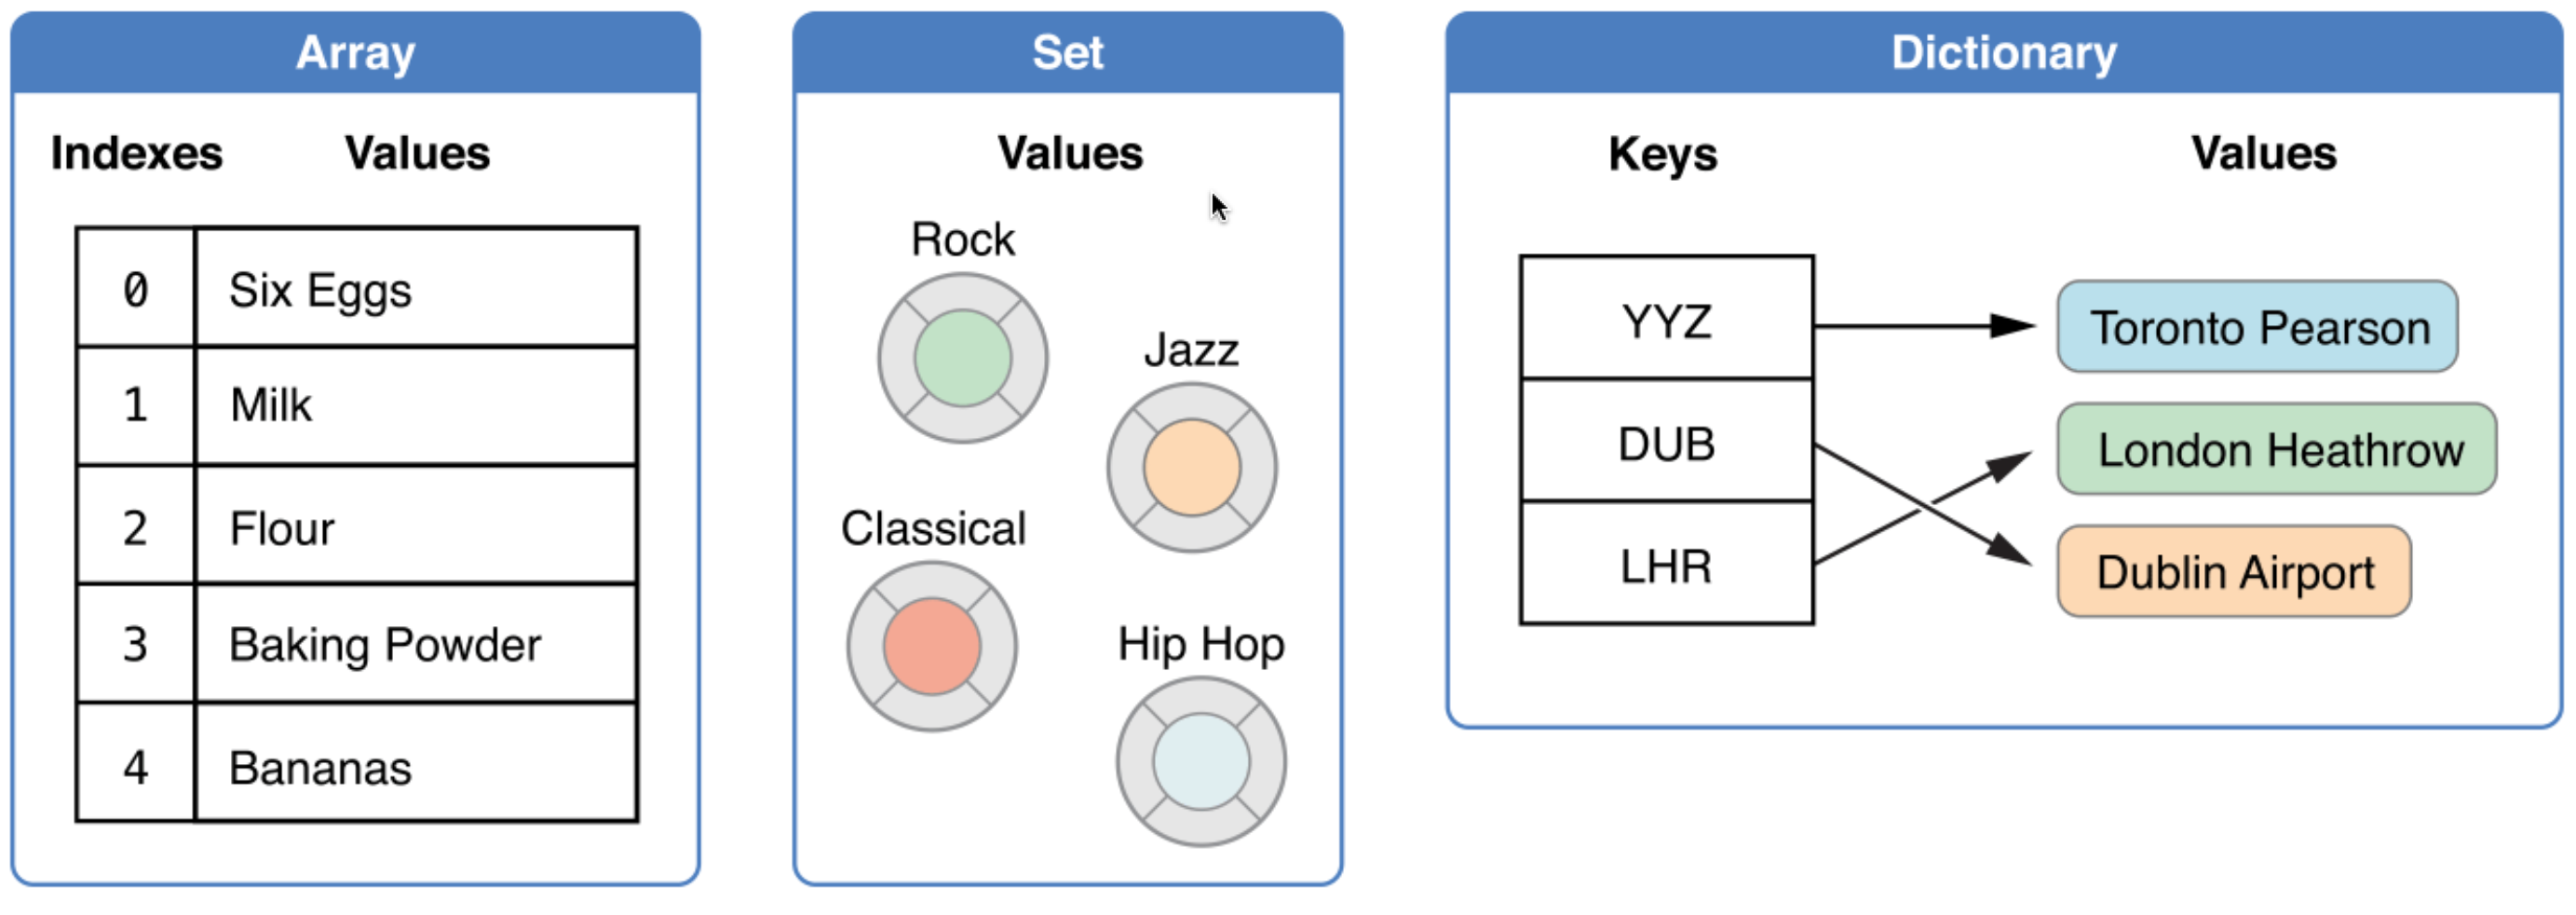 Array
Indexes Values
0 Six Eggs
1 Milk
2 Flour
3 Baking Powder
4 Bananas
Set
Values
Rock
Jazz
Classical
Hip Hop
Dictionary
Keys Values
YYZ Toronto Pearson
DUB London Heathrow
LHR Dublin Airport